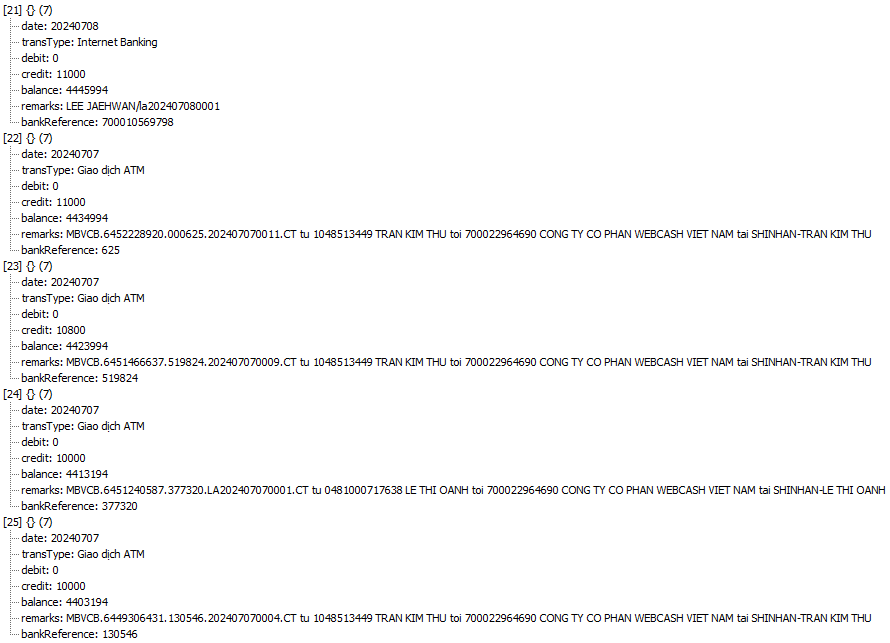 [21] {} (7)
date: 20240708
transType: Internet Banking
debit: 0
credit: 11000
balance: 4445994
remarks: LEE JAEHWAN/la202407080001
bankReference: 700010569798
[22] {} (7)
date: 20240707
transType: Giao dịch ATM
debit: 0
credit: 11000
balance: 4434994
remarks: MBVCB.6452228920.000625.202407070011.CT tu 1048513449 TRAN KIM THU toi 700022964690 CONG TY CO PHAN WEBCASH VIET NAM tai SHINHAN-TRAN KIM THU
bankReference: 625
[23] {} (7)
date: 20240707
transType: Giao dịch ATM
debit: 0
credit: 10800
balance: 4423994
remarks: MBVCB.6451466637.519824.202407070009.CT tu 1048513449 TRAN KIM THU toi 700022964690 CONG TY CO PHAN WEBCASH VIET NAM tai SHINHAN-TRAN KIM THU
bankReference: 519824
[24] {} (7)
date: 20240707
transType: Giao dịch ATM
debit: 0
credit: 10000
balance: 4413194
remarks: MBVCB.6451240587.377320.LA202407070001.CT tu 0481000717638 LE THI OANH toi 700022964690 CONG TY CO PHAN WEBCASH VIET NAM tai SHINHAN-LE THI OANH
bankReference: 377320
[25] {} (7)
date: 20240707
transType: Giao dịch ATM
debit: 0
credit: 10000
balance: 4403194
remarks: MBVCB.6449306431.130546.202407070004.CT tu 1048513449 TRAN KIM THU toi 700022964690 CONG TY CO PHAN WEBCASH VIET NAM tai SHINHAN-TRAN KIM THU
bankReference: 130546